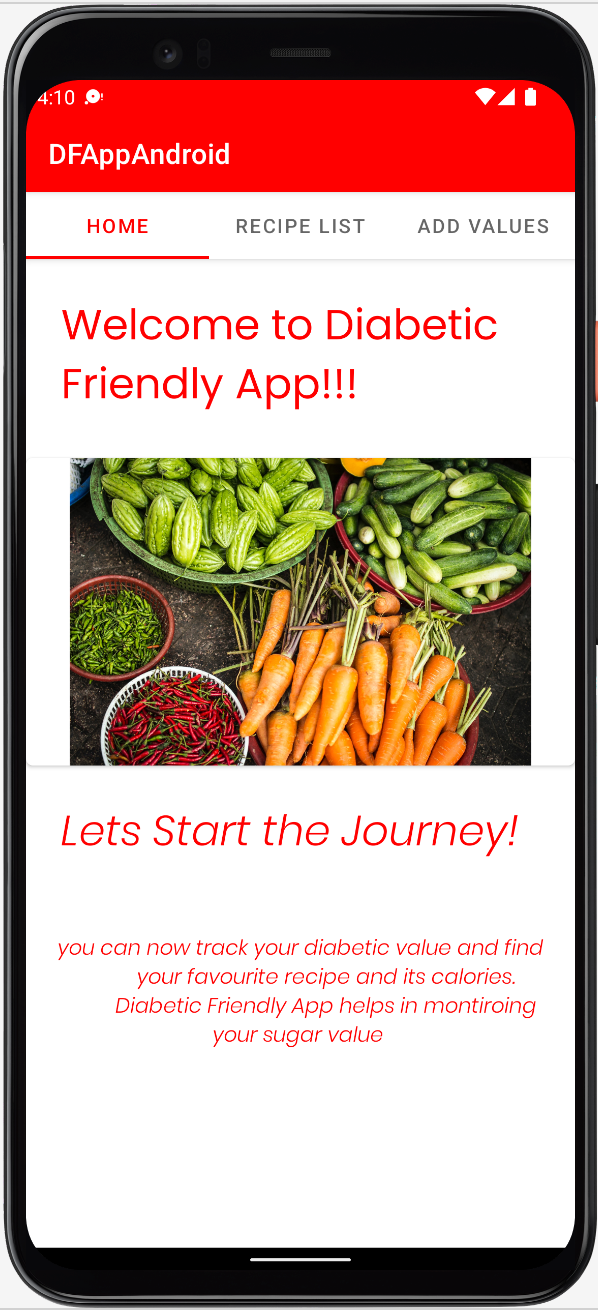 4:10
DFAppAndroid
HOME RECIPE LIST ADD VALUES
Welcome to Diabetic
Friendly App!!!
Lets Start the Journey!
you can now track your diabetic value and find
your favourite recipe and its calories.
Diabetic Friendly App helps in montiroing
your sugar value